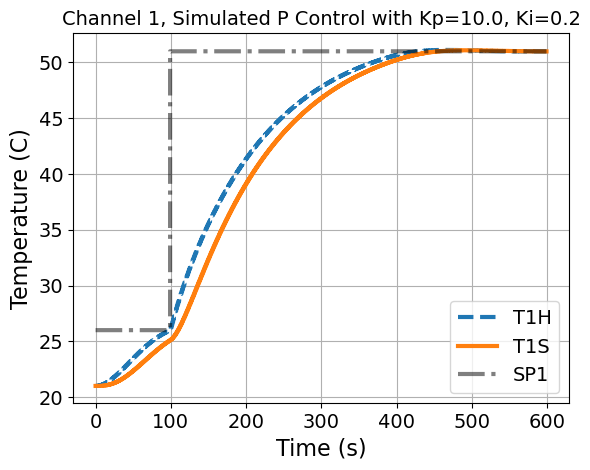 Channel 1, Simulated P Control with Kp=10.0, Ki=0.2
Temperature (C)
50
45
40
35
30
25
20
0 100 200 300 400 500 600
Time (s)
T1H
T1S
SP1